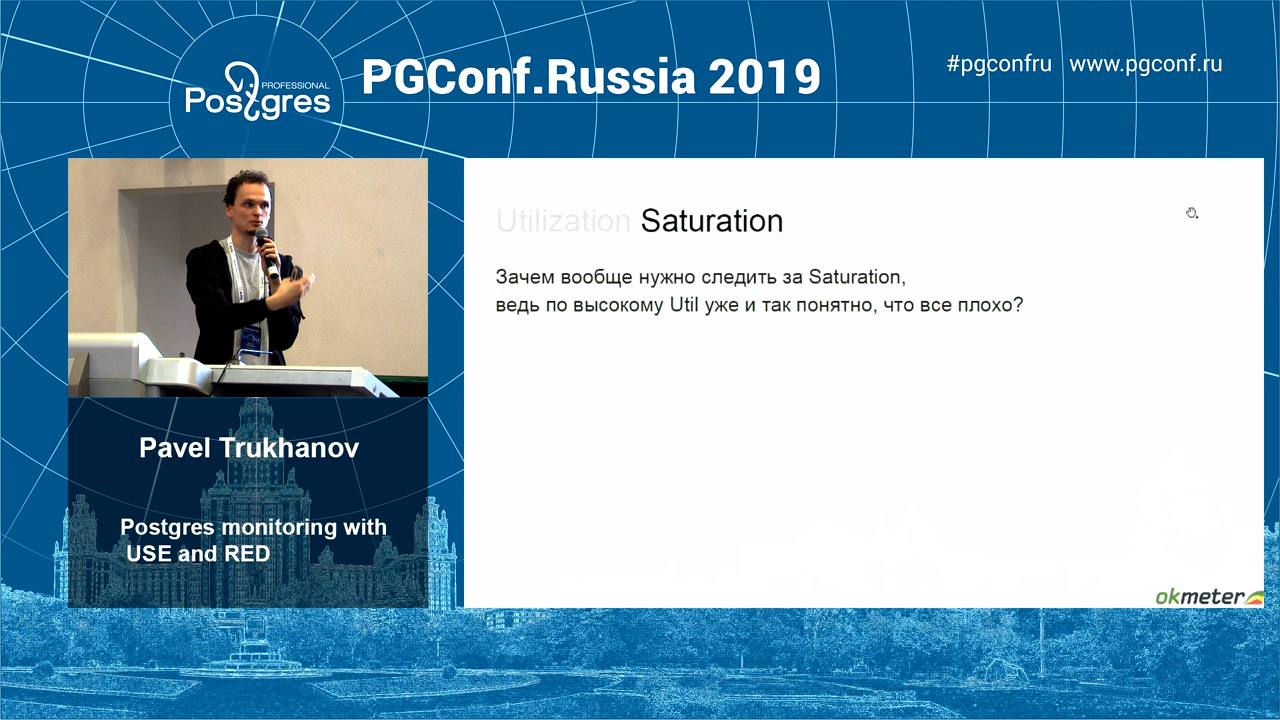 PROFESSIONAL
Postgres
PGConf.Russia 2019
#pgconfru www.pgconf.ru
Utilization Saturation
Зачем вообще нужно следить за Saturation,
ведь по высокому Util уже и так понятно, что все плохо?
Pavel Trukhanov
Postgres monitoring with
USE and RED
okmeter